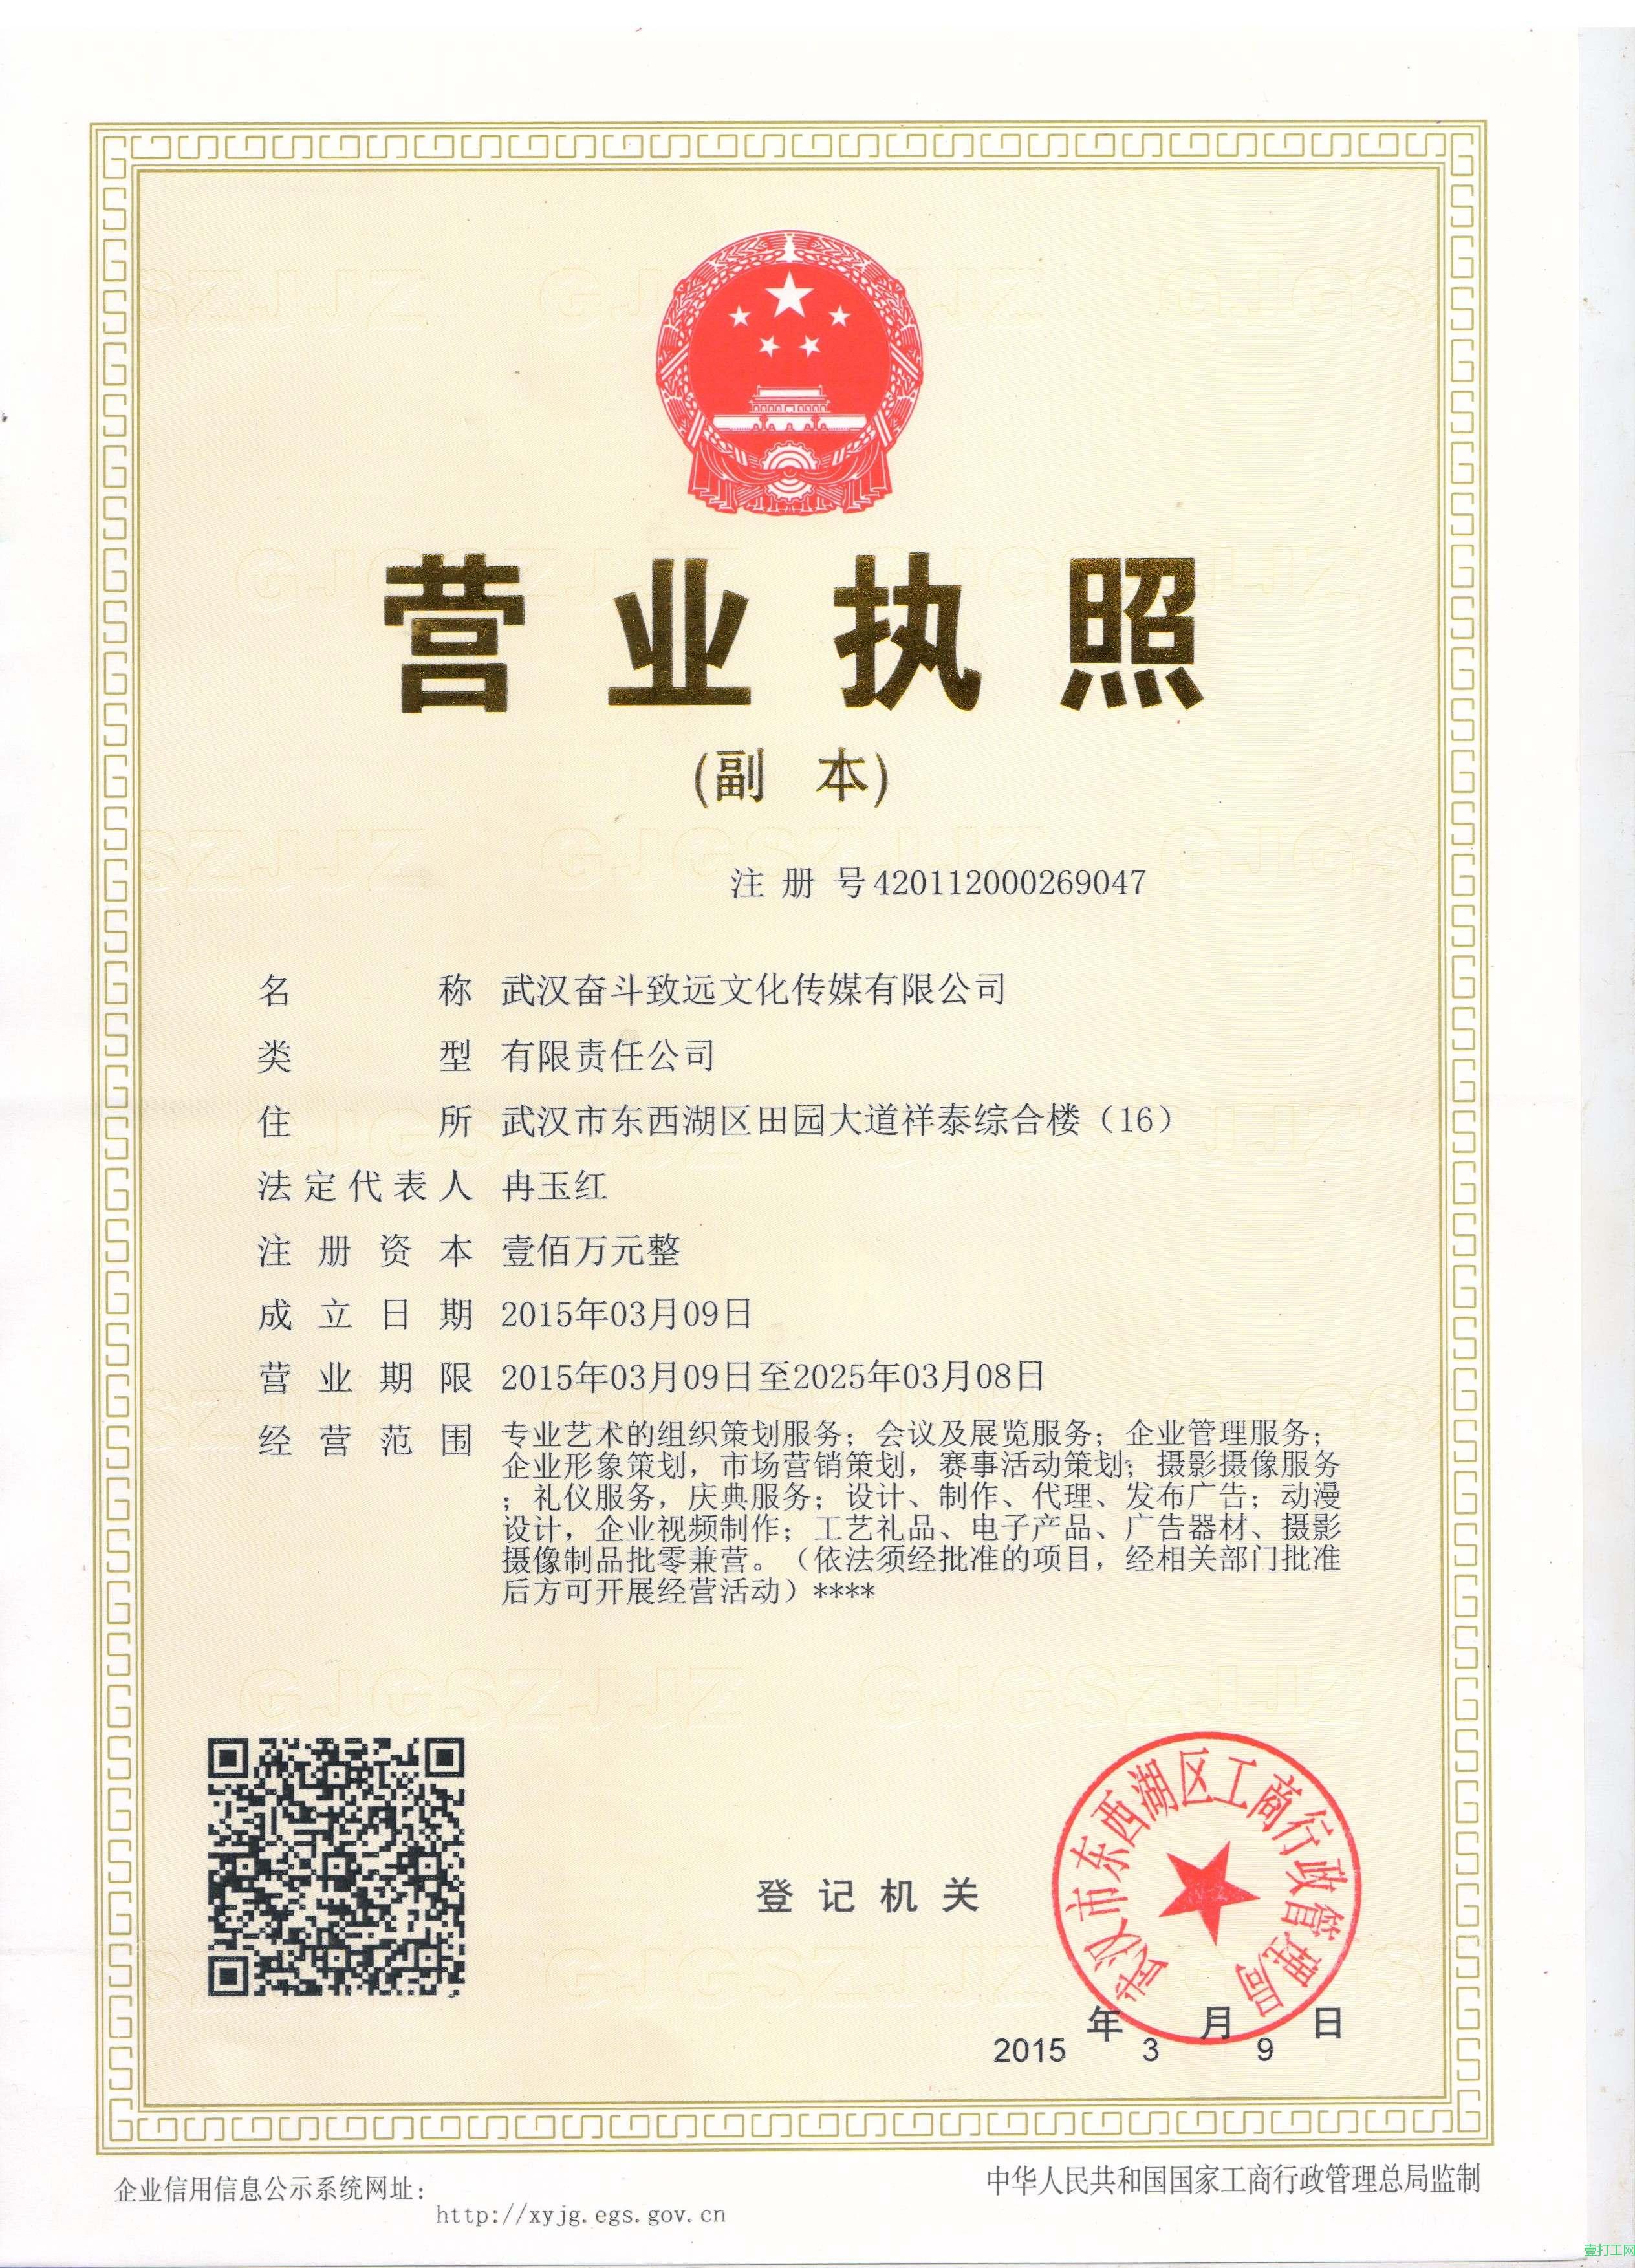 营业执照
(副 本)
注 册 号420112000269047
名 称 武汉奋斗致远文化传媒有限公司
类 型 有限责任公司
住 所 武汉市东西湖区田园大道祥泰综合楼（16）
法定代表人 冉玉红
注 册 资 本 壹佰万元整
成 立 日 期 2015年03月09日
营 业 期 限 2015年03月09日至2025年03月08日
经 营 范 围 专业艺术的组织策划服务；会议及展览服务；企业管理服务；
企业形象策划，市场营销策划，赛事活动策划；摄影摄像服务
；礼仪服务，庆典服务；设计、制作、代理、发布广告；动漫
设计，企业视频制作；工艺礼品、电子产品、广告器材、摄影
摄像制品批零兼营。（依法须经批准的项目，经相关部门批准
后方可开展经营活动）****
登 记 机 关
武汉市东西湖区工商行政管理局
年 月 日
2015 3 9
企业信用信息公示系统网址：
http://xyjg.egs.gov.cn
中华人民共和国国家工商行政管理总局监制
壹打工网
GJGSZJJZ